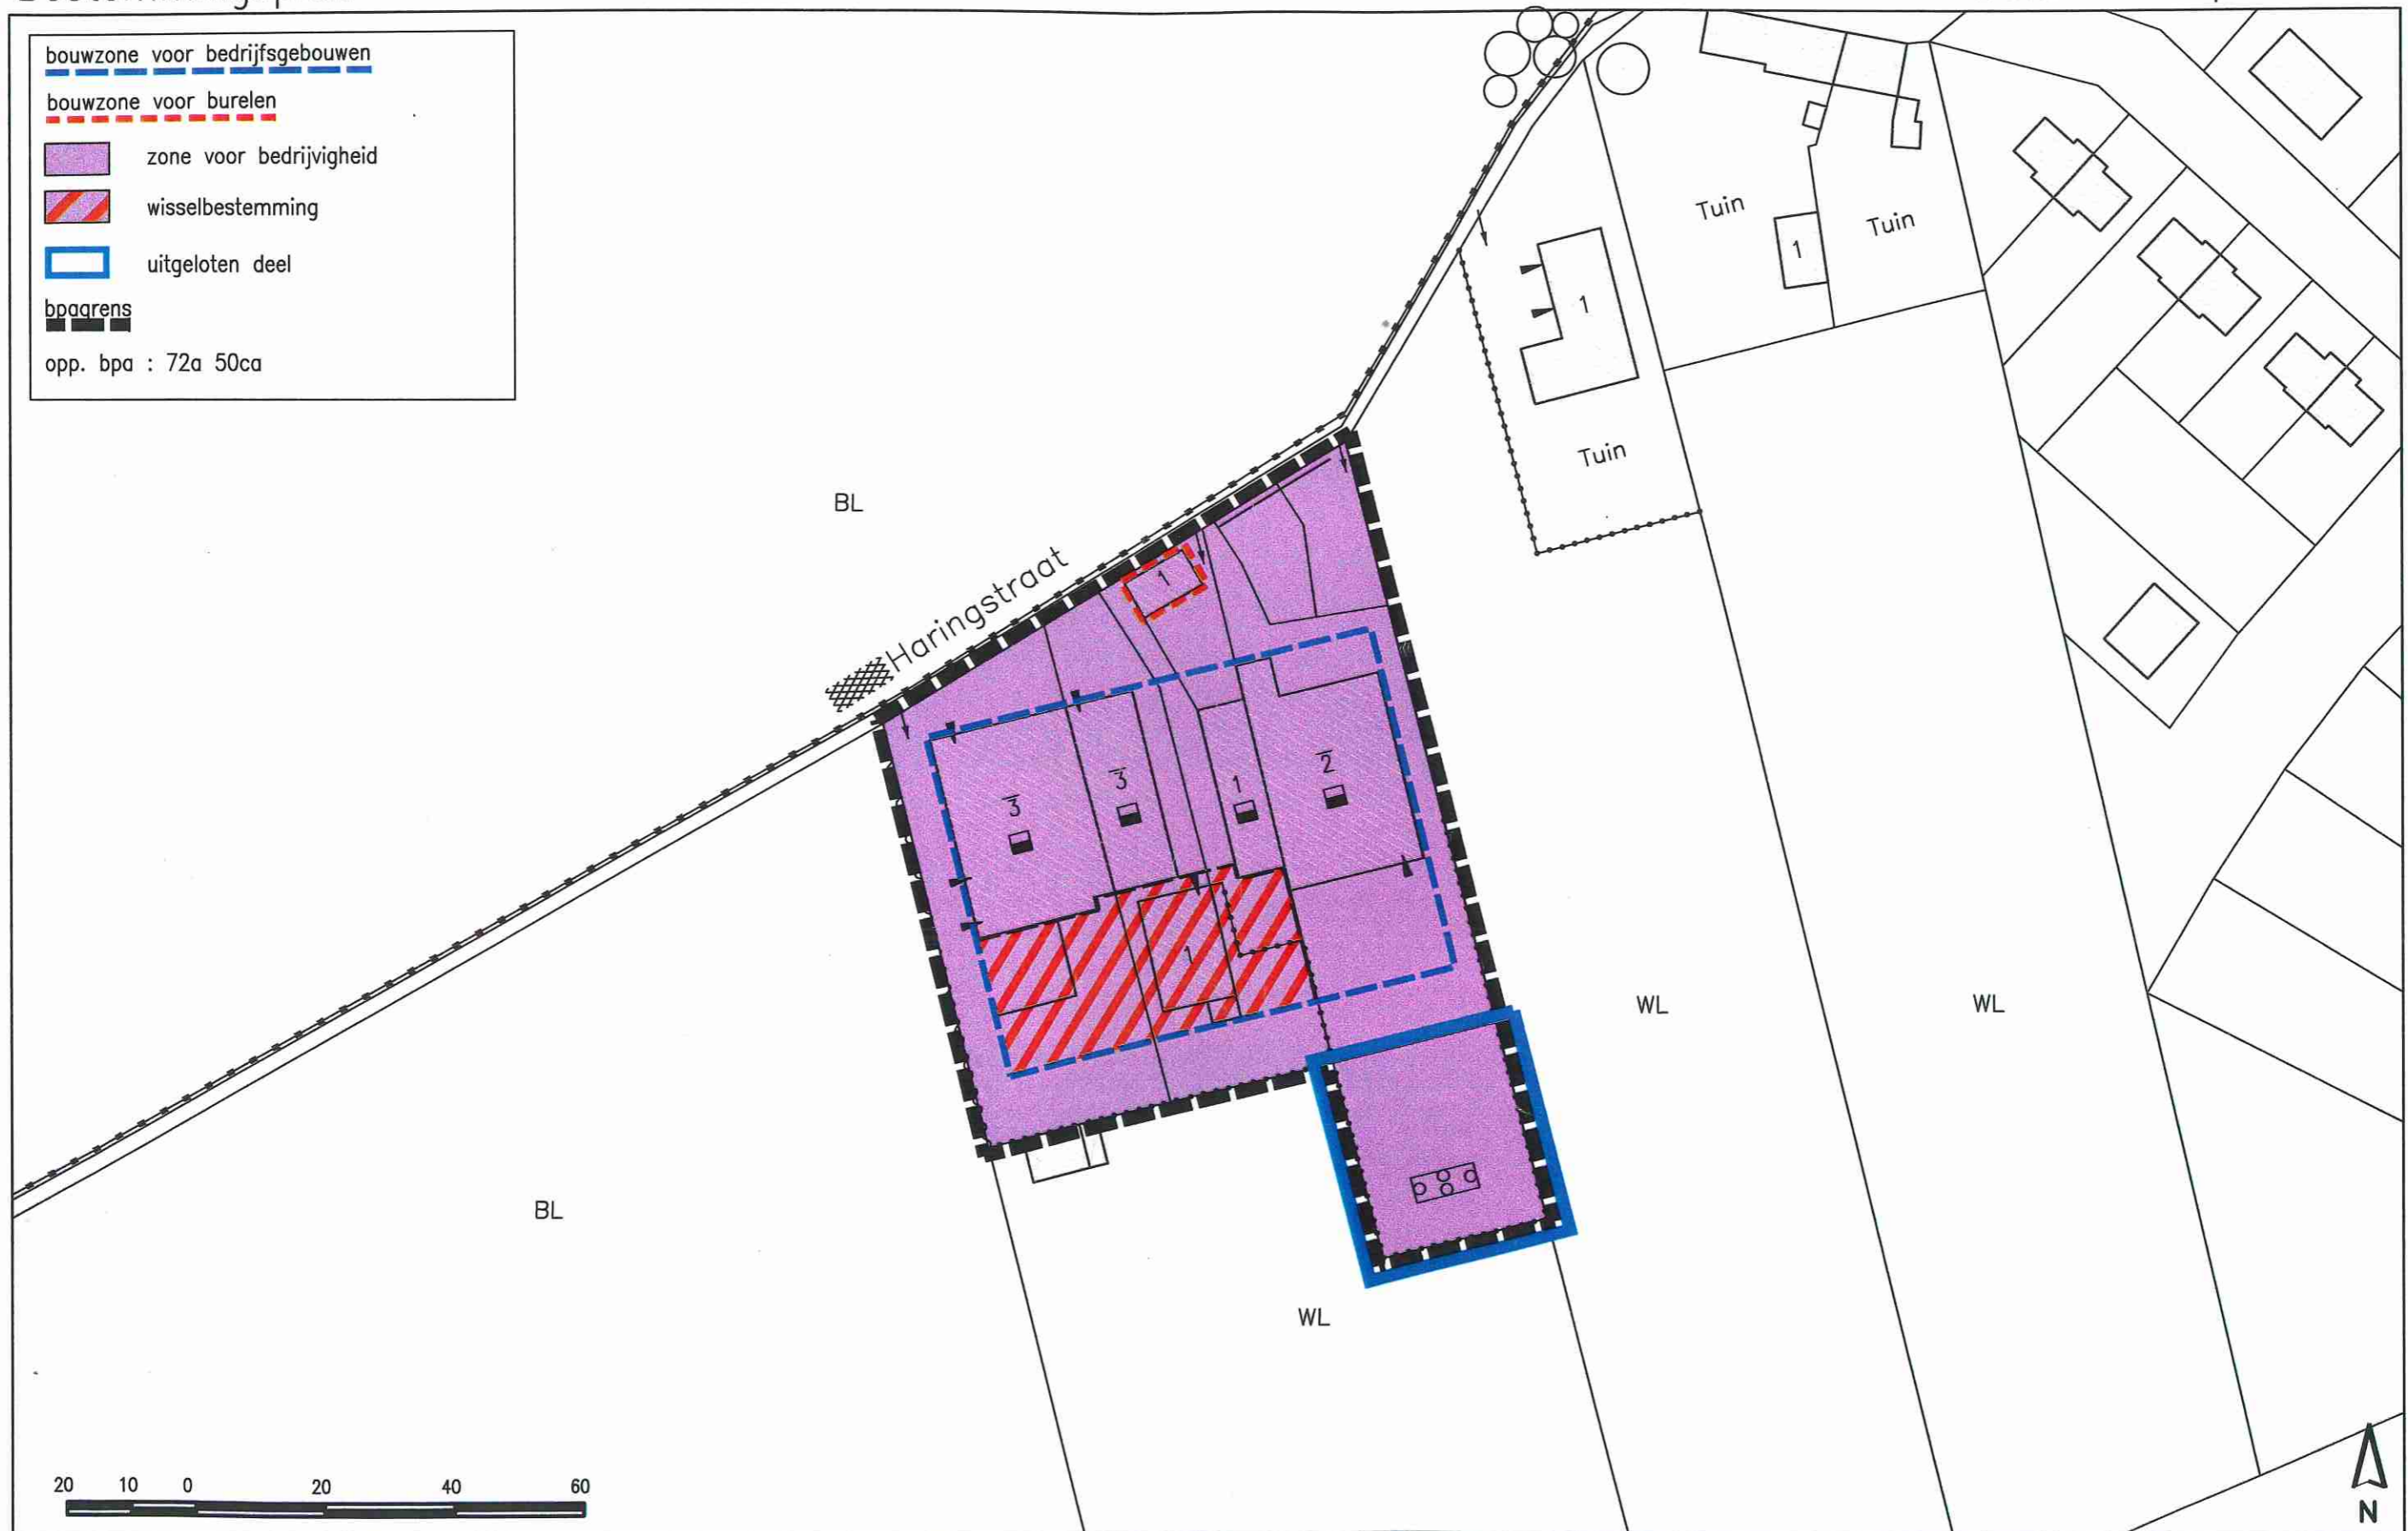 bouwzone voor bedrijfsgebouwen
bouwzone voor burelen
zone voor bedrijvigheid
wisselbestemming
uitgeloten deel
bpagrens
opp. bpa : 72a 50ca
Tuin
Tuin
1
1
Tuin
BL
Haringstraat
1
3
3
1
2
1
WL
WL
BL
WL
20 10 0 20 40 60
N